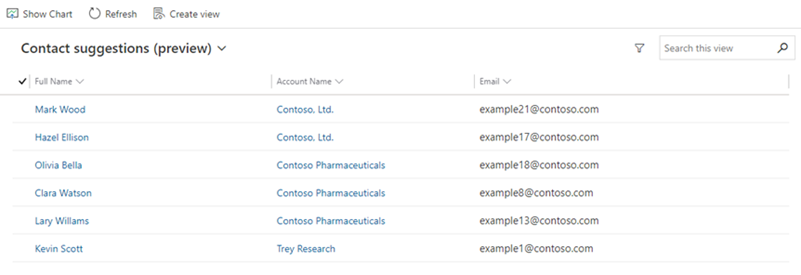 Show Chart Refresh Create view
Contact suggestions (preview) Search this view
Full Name Account Name Email
Mark Wood Contoso, Ltd. example21@contoso.com
Hazel Ellison Contoso, Ltd. example17@contoso.com
Olivia Bella Contoso Pharmaceuticals example18@contoso.com
Clara Watson Contoso Pharmaceuticals example8@contoso.com
Lary Willams Contoso Pharmaceuticals example13@contoso.com
Kevin Scott Trey Research example1@contoso.com